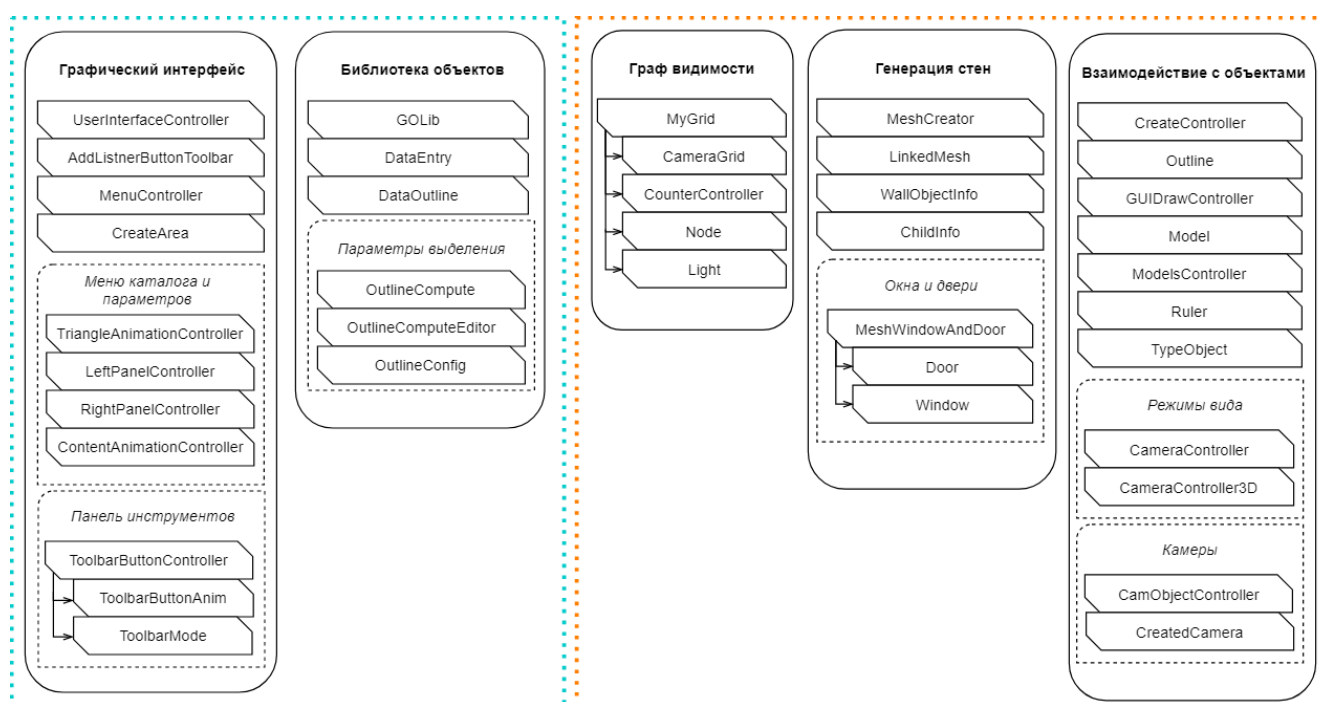 Графический интерфейс
UserInterfaceController
AddListnerButtonToolbar
MenuController
CreateArea
Меню каталога и
параметров
TriangleAnimationController
LeftPanelController
RightPanelController
ContentAnimationController
Панель инструментов
ToolbarButtonController
ToolbarButtonAnim
ToolbarMode
Библиотека объектов
GOLib
DataEntry
DataOutline
Параметры выделения
OutlineCompute
OutlineComputeEditor
OutlineConfig
Граф видимости
MyGrid
CameraGrid
CounterController
Node
Light
Генерация стен
MeshCreator
LinkedMesh
WallObjectInfo
ChildInfo
Окна и двери
MeshWindowAndDoor
Door
Window
Взаимодействие с объектами
CreateController
Outline
GUIDrawController
Model
ModelsController
Ruler
TypeObject
Режимы вида
CameraController
CameraController3D
Камеры
CamObjectController
CreatedCamera